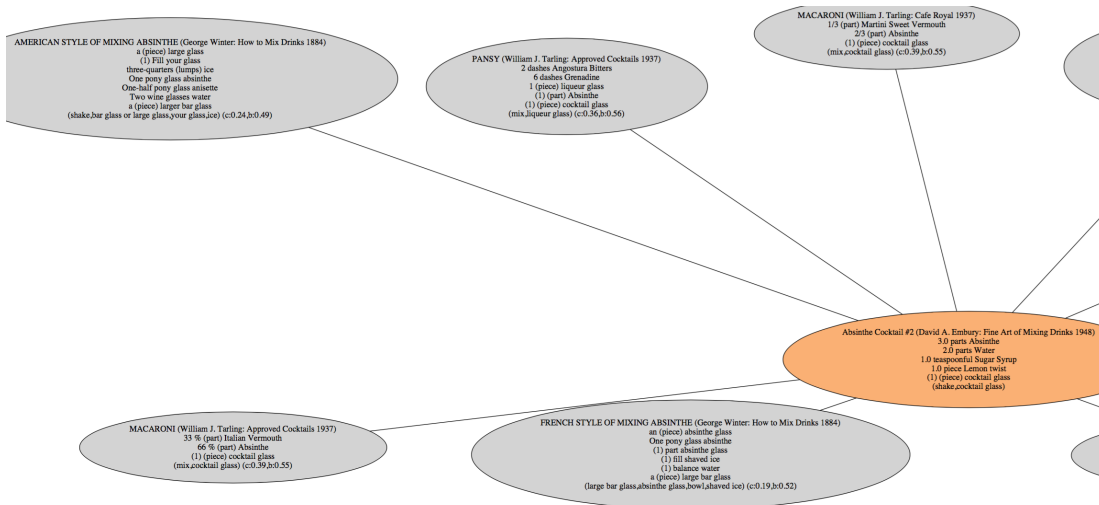 AMERICAN STYLE OF MIXING ABSINTHE (George Winter: How to Mix Drinks 1884)
a (piece) large glass
(1) Fill your glass
three-quarters (lumps) ice
One pony glass absinthe
One-half pony glass anisette
Two wine glasses water
a (piece) larger bar glass
(shake,bar glass or large glass,your glass,ice) (c:0.24,b:0.49)
PANSY (William J. Tarling: Approved Cocktails 1937)
2 dashes Angostura Bitters
6 dashes Grenadine
1 (piece) liqueur glass
(1) (part) Absinthe
(1) (piece) cocktail glass
(mix,liqueur glass) (c:0.36,b:0.56)
MACARONI (William J. Tarling: Cafe Royal 1937)
1/3 (part) Martini Sweet Vermouth
2/3 (part) Absinthe
(1) (piece) cocktail glass
(mix,cocktail glass) (c:0.39,b:0.55)
Absinthe Cocktail #2 (David A. Embury: Fine Art of Mixing Drinks 1948)
3.0 parts Absinthe
2.0 parts Water
1.0 teaspoonful Sugar Syrup
1.0 piece Lemon twist
(1) (piece) cocktail glass
(shake,cocktail glass)
MACARONI (William J. Tarling: Approved Cocktails 1937)
33 % (part) Italian Vermouth
66 % (part) Absinthe
(1) (piece) cocktail glass
(mix,cocktail glass) (c:0.39,b:0.55)
FRENCH STYLE OF MIXING ABSINTHE (George Winter: How to Mix Drinks 1884)
an (piece) absinthe glass
One pony glass absinthe
(1) part absinthe glass
(1) fill shaved ice
(1) balance water
a (piece) large bar glass
(large bar glass,absinthe glass,bowl,shaved ice) (c:0.19,b:0.52)